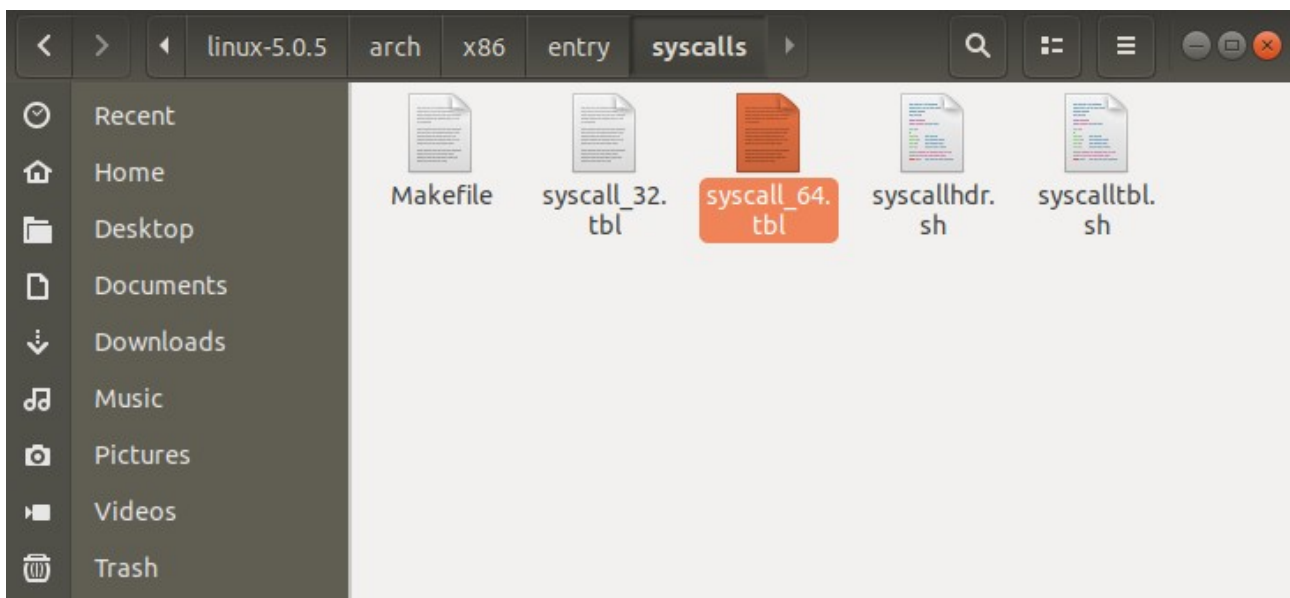 linux-5.0.5 arch x86 entry syscalls
Recent
Home
Desktop
Documents
Downloads
Music
Pictures
Videos
Trash
Makefile
syscall_32.
tbl
syscall_64.
tbl
syscallhdr.
sh
syscalltbl.
sh